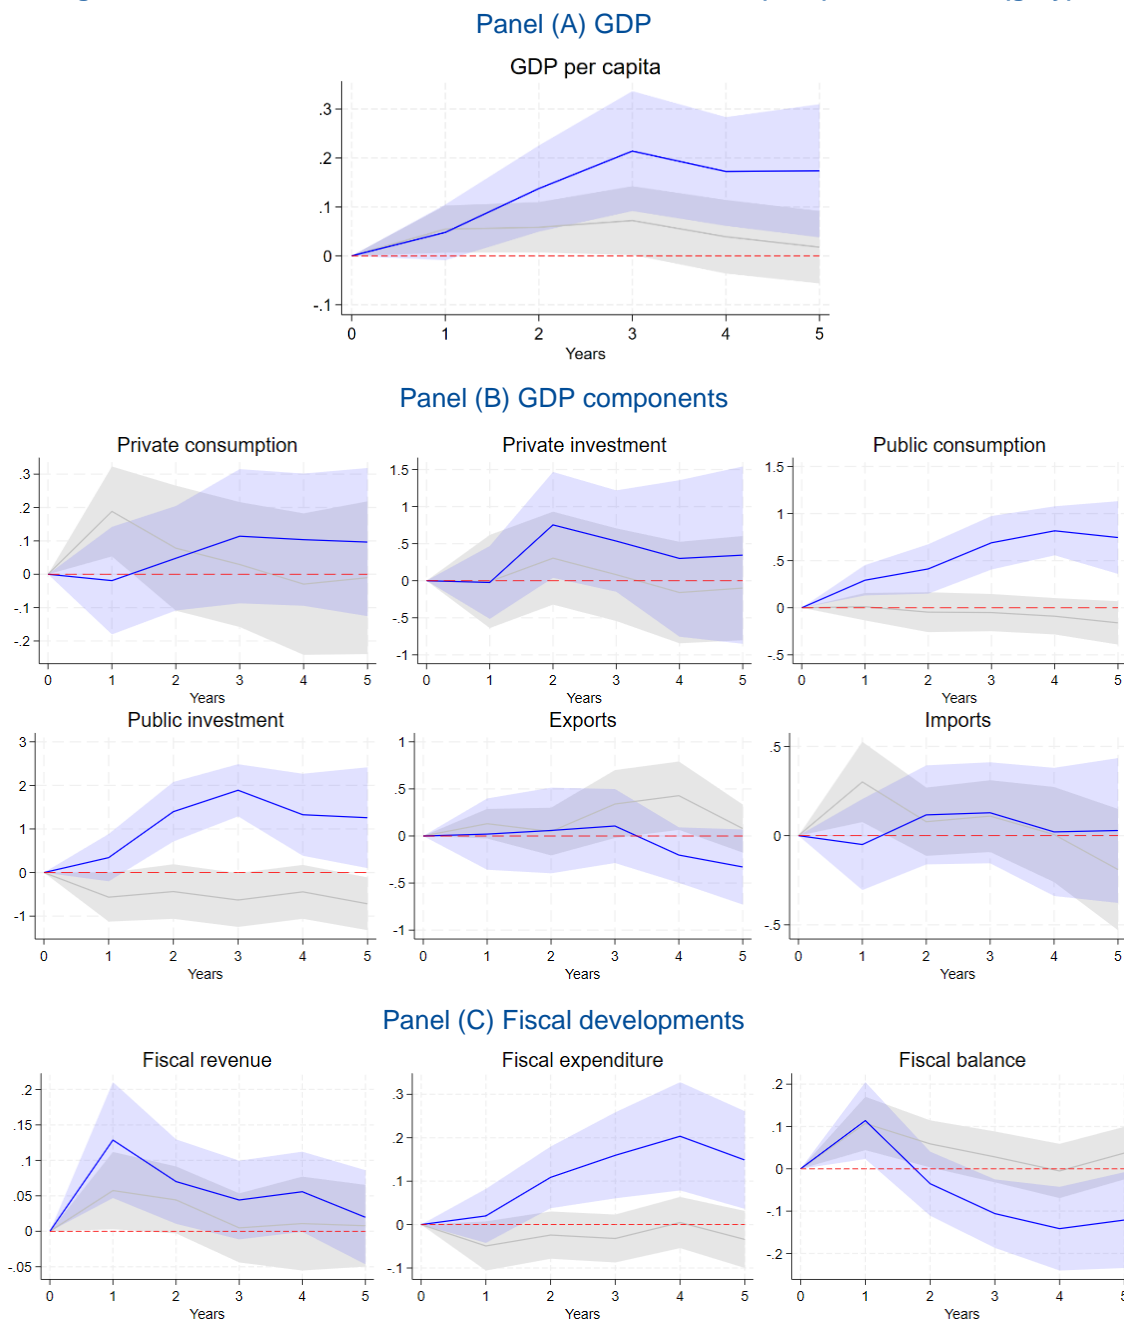 Panel (A) GDP
GDP per capita
.3
.2
.1
0
-.1
0 1 2 3 4 5
Years
Panel (B) GDP components
Private consumption
.3
.2
.1
0
-.1
-.2
0 1 2 3 4 5
Years
Private investment
1.5
1
.5
0
-.5
-1
0 1 2 3 4 5
Years
Public consumption
1.5
1
.5
0
-.5
0 1 2 3 4 5
Years
Public investment
3
2
1
0
-1
0 1 2 3 4 5
Years
Exports
1
.5
0
-.5
-1
0 1 2 3 4 5
Years
Imports
.5
0
-.5
0 1 2 3 4 5
Years
Panel (C) Fiscal developments
Fiscal revenue
.2
.15
.1
.05
0
-.05
0 1 2 3 4 5
Years
Fiscal expenditure
.3
.2
.1
0
-.1
0 1 2 3 4 5
Years
Fiscal balance
.2
.1
0
-.1
-.2
0 1 2 3 4 5
Years